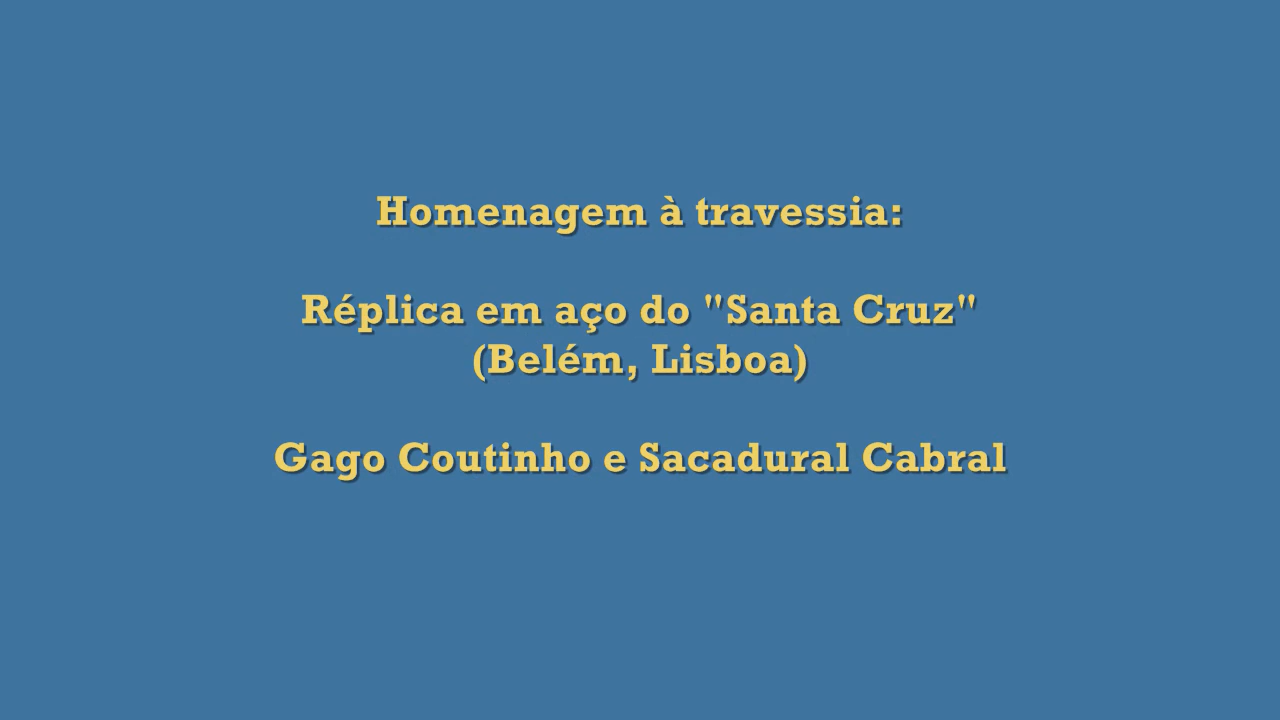 Homenagem à travessia:
Réplica em aço do "Santa Cruz"
(Belém, Lisboa)
Gago Coutinho e Sacadural Cabral